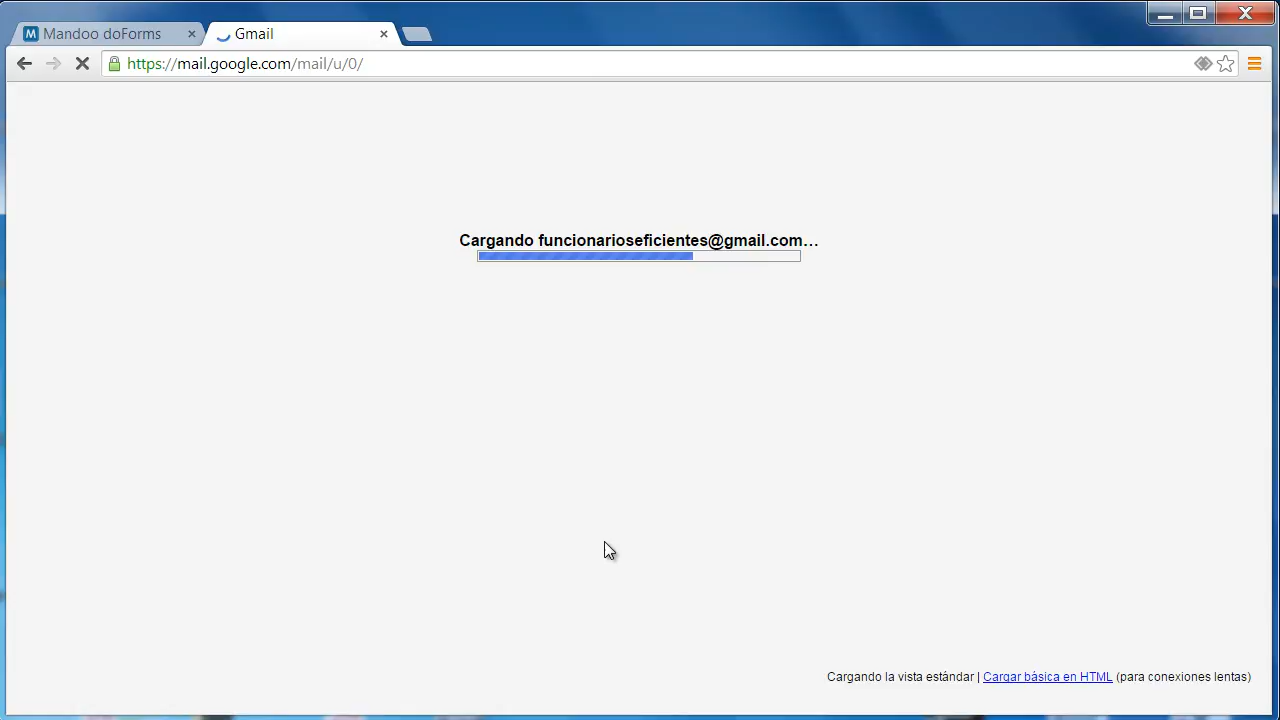 M Mandoo doForms
Gmail
https://mail.google.com/mail/u/0/
Cargando funcionarioseficientes@gmail.com...
Cargando la vista estándar | Cargar básica en HTML (para conexiones lentas)